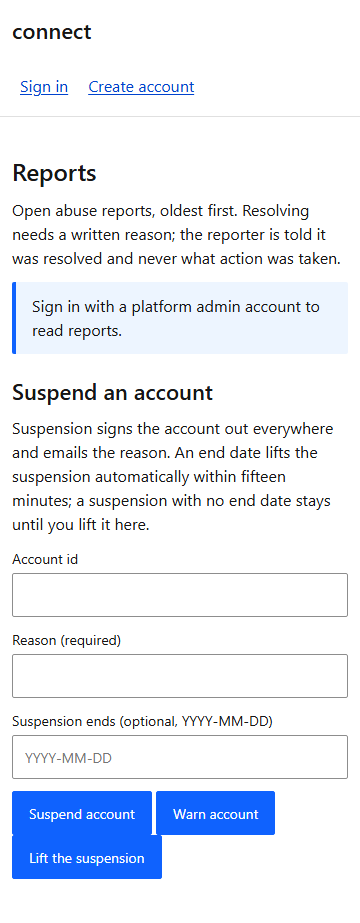 connect
Sign in Create account
Reports
Open abuse reports, oldest first. Resolving
needs a written reason; the reporter is told it
was resolved and never what action was taken.
Sign in with a platform admin account to
read reports.
Suspend an account
Suspension signs the account out everywhere
and emails the reason. An end date lifts the
suspension automatically within fifteen
minutes; a suspension with no end date stays
until you lift it here.
Account id
Reason (required)
Suspension ends (optional, YYYY-MM-DD)
YYYY-MM-DD
Suspend account Warn account
Lift the suspension